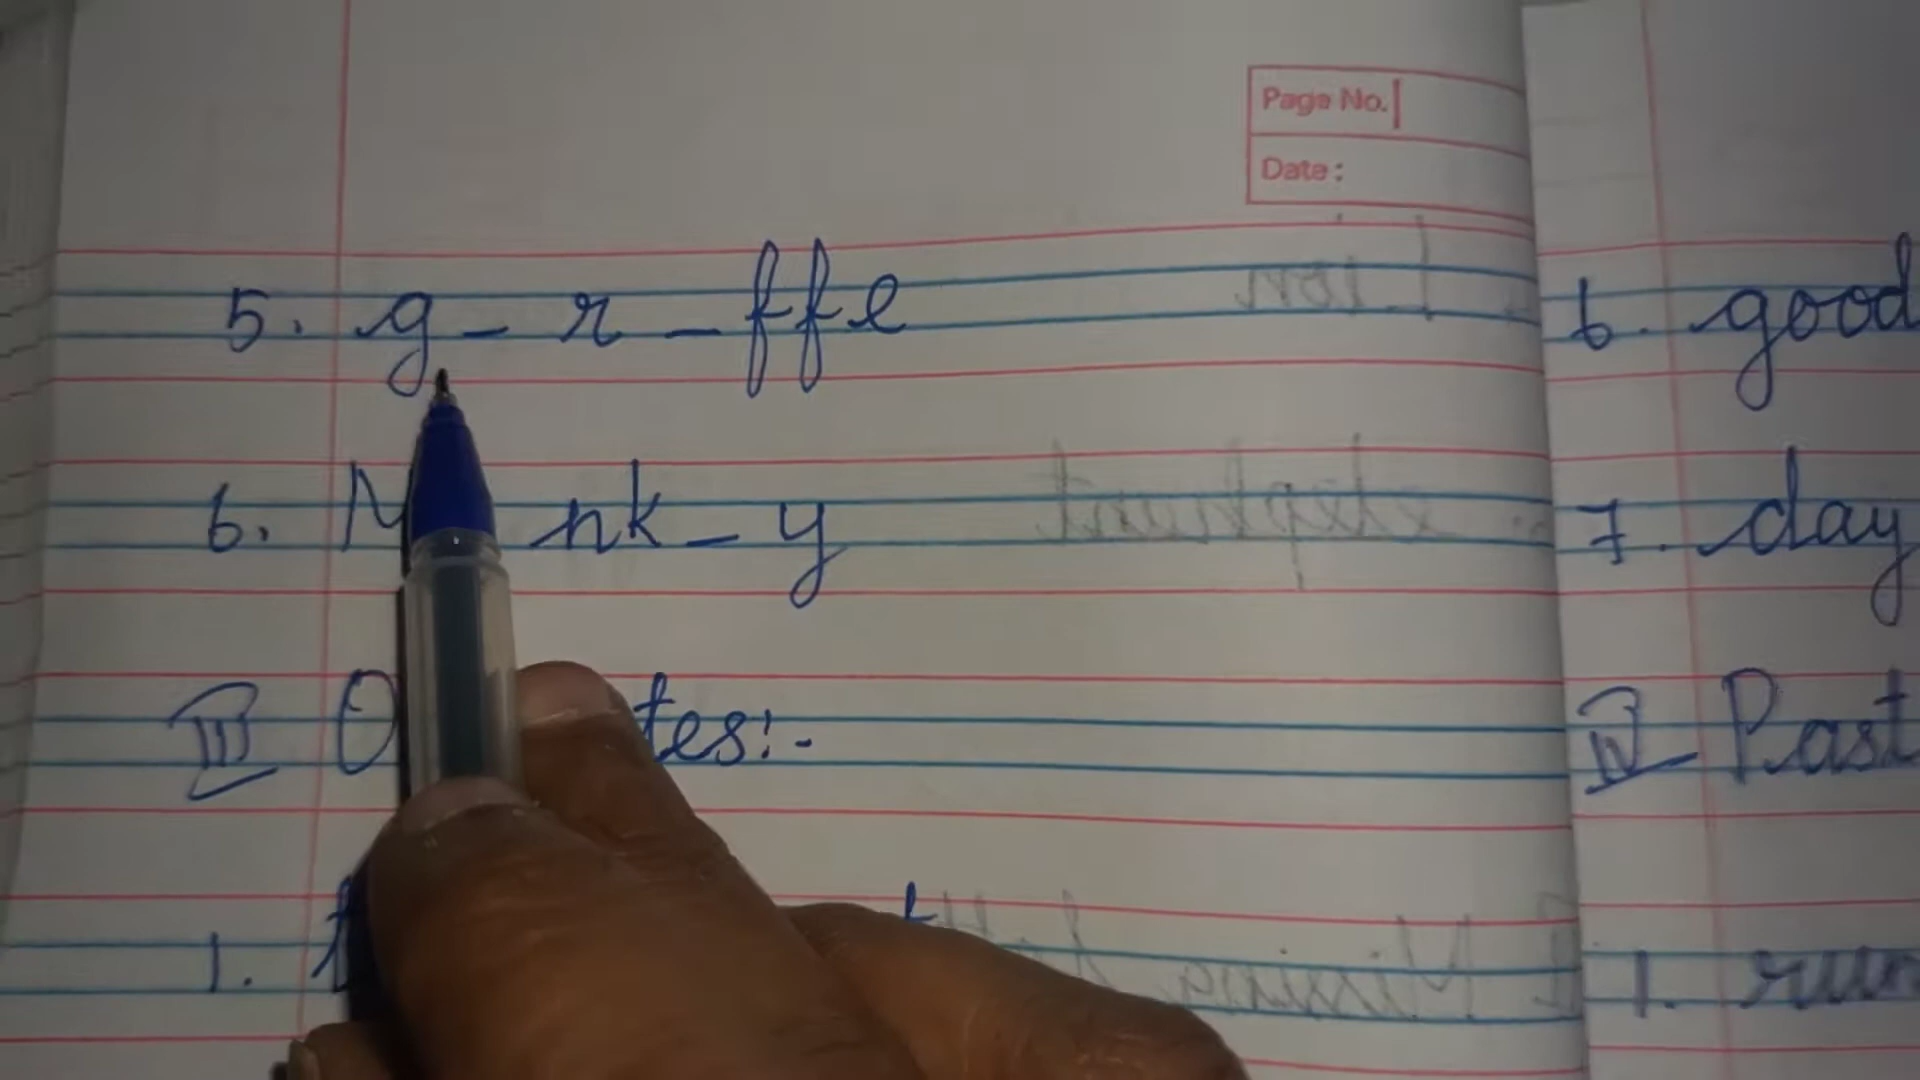 Page No.
Date:
5. g_r_ffe
6. M nk_y
III O tes:-
1.
6. good
7. day
IV Past
1. run